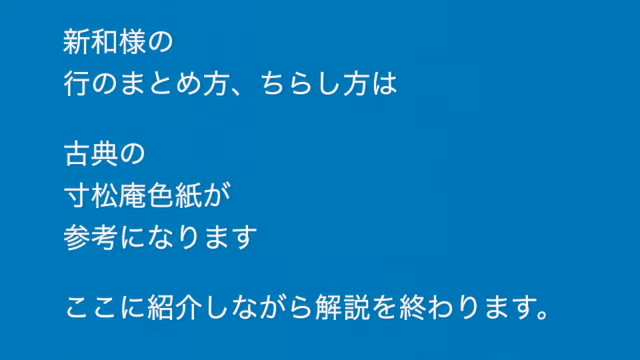 新和様の
行のまとめ方、ちらし方は
古典の
寸松庵色紙が
参考になります
ここに紹介しながら解説を終わります。